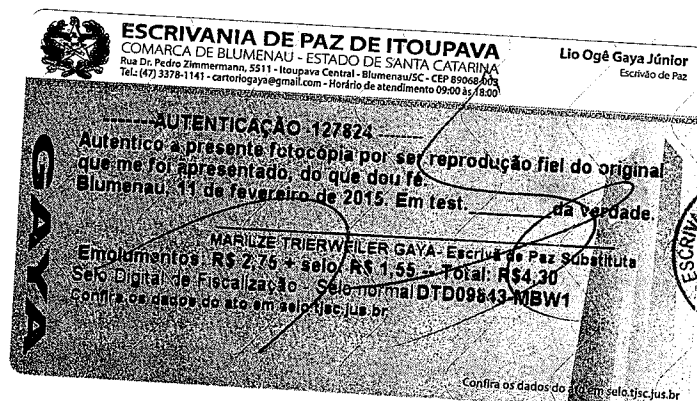 ESCRIVANIA DE PAZ DE ITOUPAVA
COMARCA DE BLUMENAU - ESTADO DE SANTA CATARINA
Rua Dr. Pedro Zimmermann, 5511 - Itoupava Central - Blumenau/SC - CEP 89068-003
Tel.: (47) 3378-1141 - cartoriogaya@gmail.com - Horário de atendimento 09:00 às 18:00
Lio Ogê Gaya Júnior
Escrivão de Paz
GAYA
-------AUTENTICAÇÃO 127824-------
Autentico a presente fotocópia por ser reprodução fiel do original
que me foi apresentado, do que dou fé.
Blumenau, 11 de fevereiro de 2015. Em test.______da verdade.
MARILZE TRIERWEILER GAYA- Escrivã de Paz Substituta
Emolumentos: R$ 2,75 + selo: R$ 1,55 -- Total: R$4,30
Selo Digital de Fiscalização - Selo normal DTD09843-MBW1
Confira os dados do ato em selo.tjsc.jus.br
ESCRIV
Confira os dados do ato em selo.tjsc.jus.br